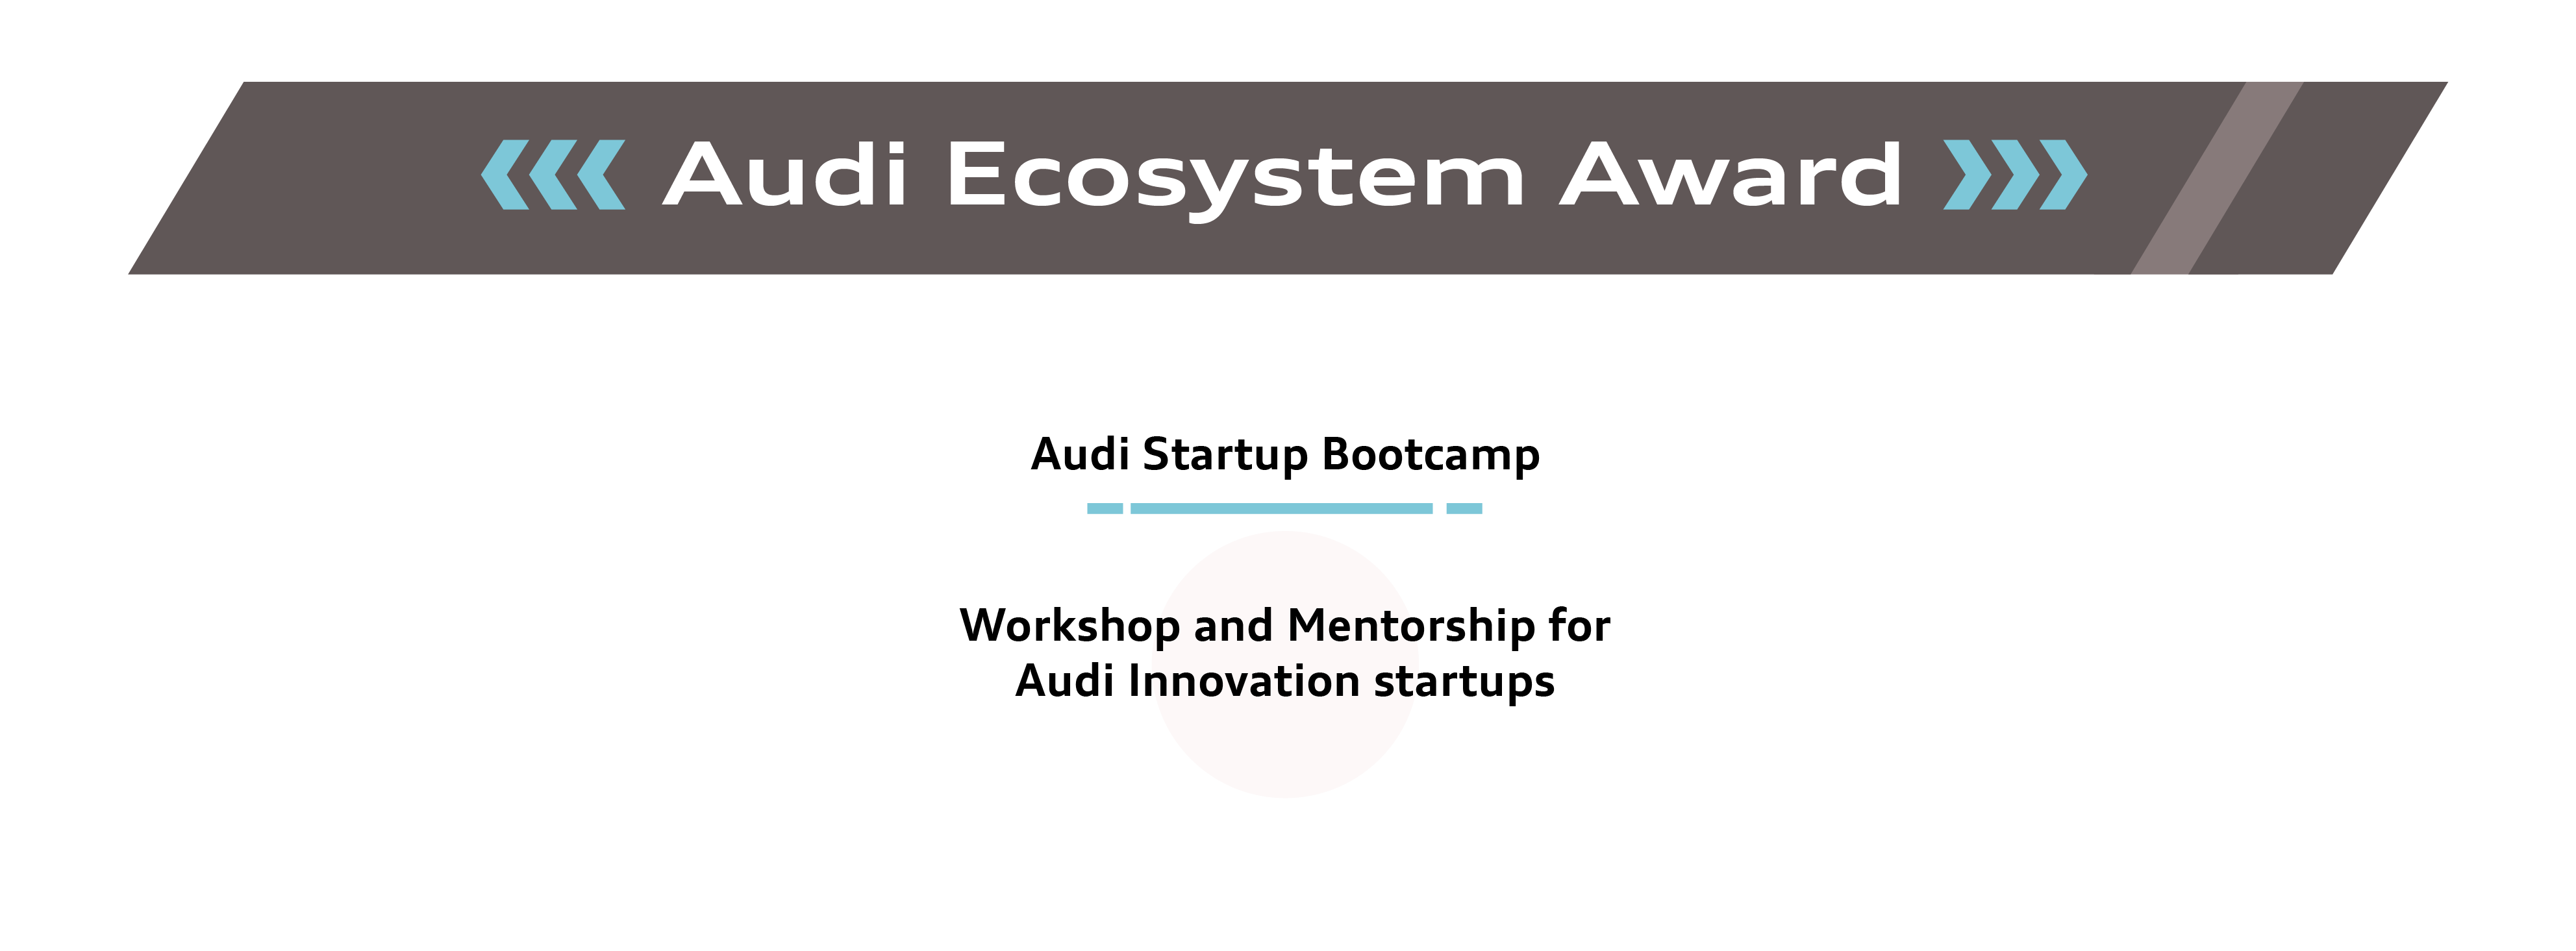 Audi Ecosystem Award
Audi Startup Bootcamp
Workshop and Mentorship for
Audi Innovation startups